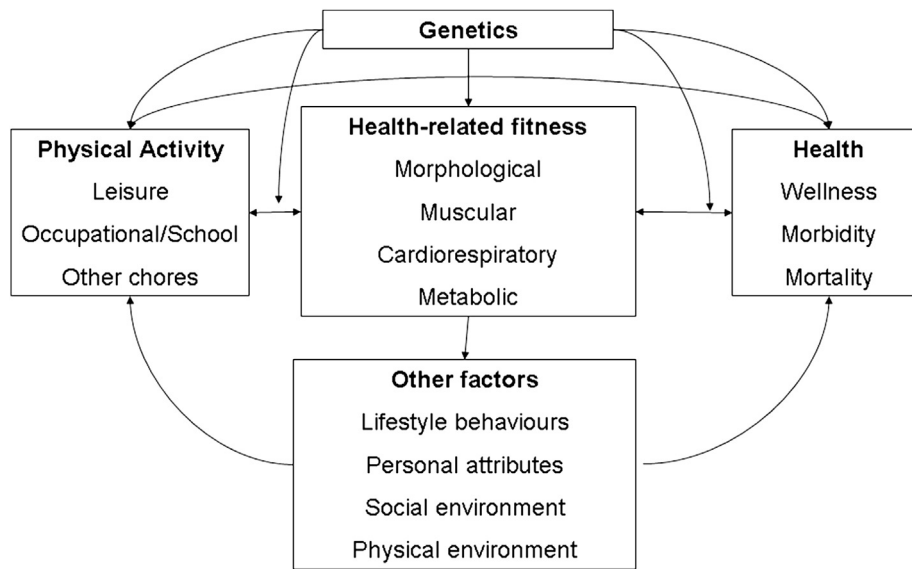 Genetics
Physical Activity
Leisure
Occupational/School
Other chores
Health-related fitness
Morphological
Muscular
Cardiorespiratory
Metabolic
Health
Wellness
Morbidity
Mortality
Other factors
Lifestyle behaviours
Personal attributes
Social environment
Physical environment